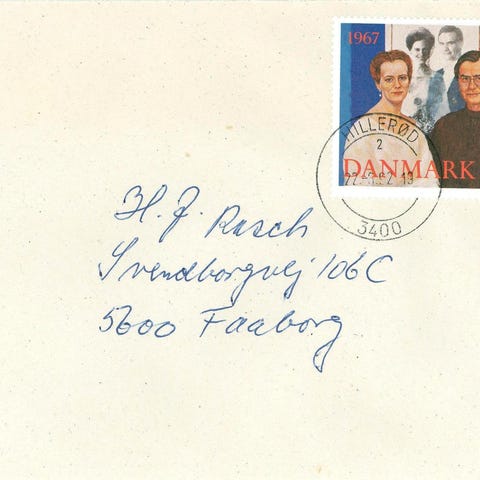 1967
HILLERØD
2
DANMARK
3400
H. J. Rasch
Svendborgvej 106C
5600 Faaborg